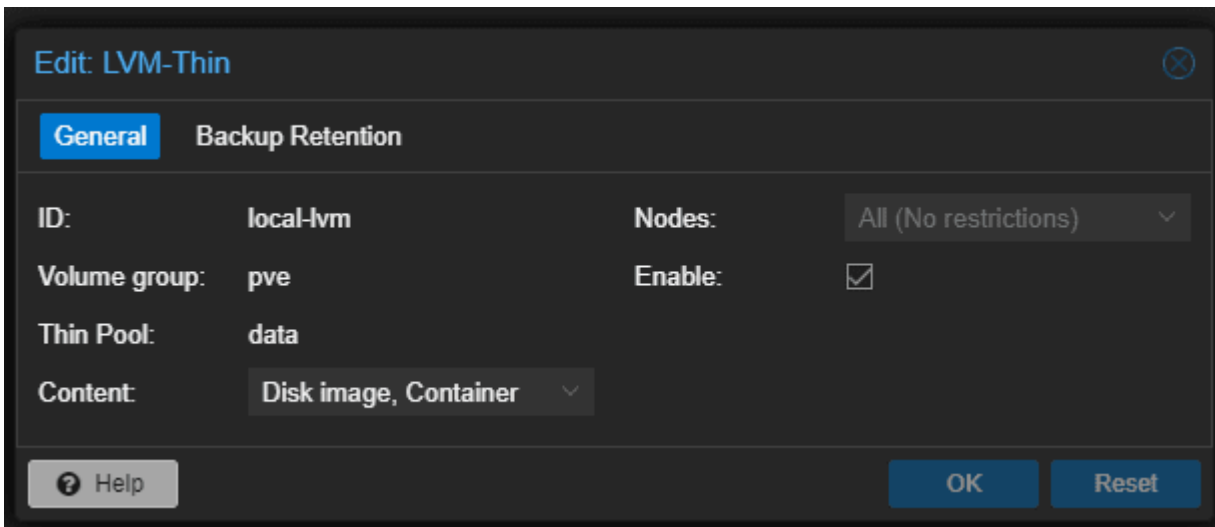 Edit: LVM-Thin
General Backup Retention
ID: local-lvm Nodes: All (No restrictions)
Volume group: pve Enable:
Thin Pool: data
Content: Disk image, Container
Help OK Reset